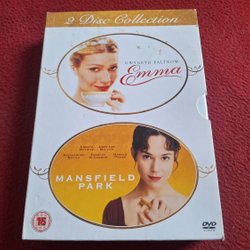 2 Disc Collection
GWYNETH PALTROW
Emma
MANSFIELD
PARK
15
DVD